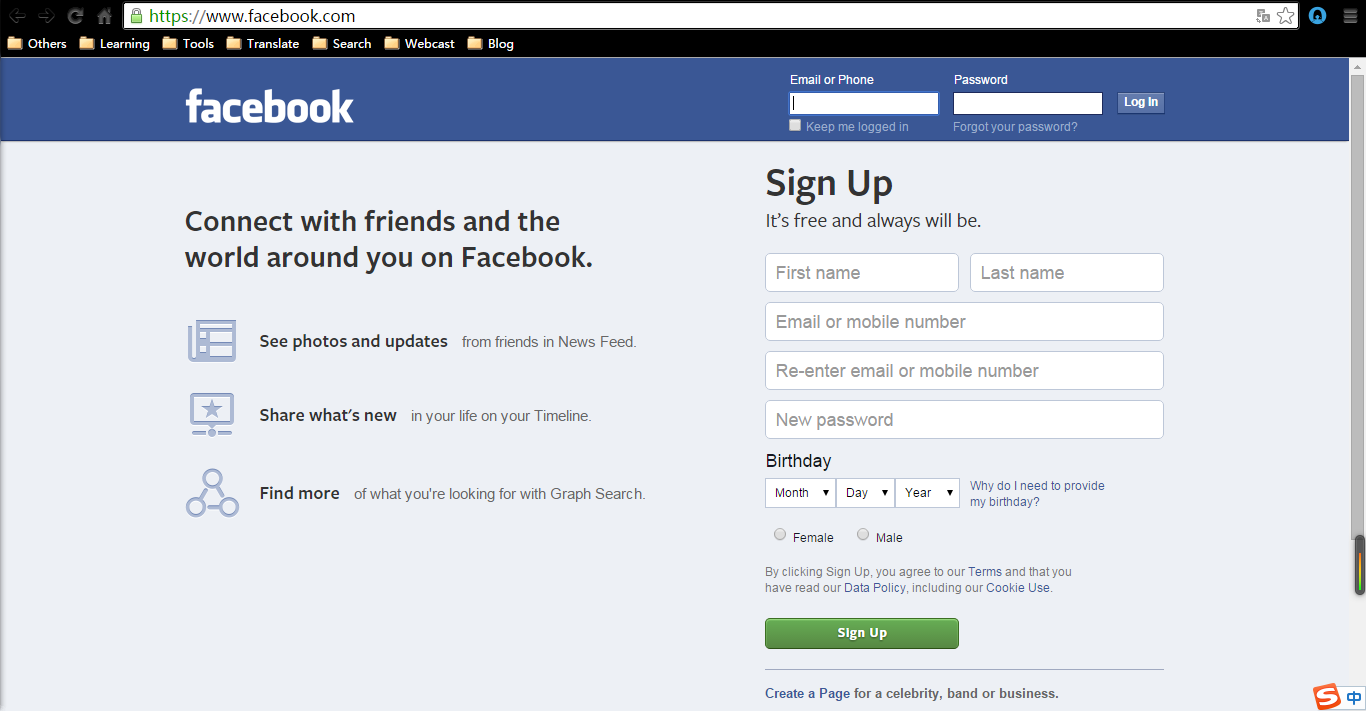 https://www.facebook.com
Others Learning Tools Translate Search Webcast Blog
facebook
Email or Phone Password
Log In
Keep me logged in Forgot your password?
Connect with friends and the
world around you on Facebook.
See photos and updates from friends in News Feed.
Share what's new in your life on your Timeline.
Find more of what you're looking for with Graph Search.
Sign Up
It's free and always will be.
First name Last name
Email or mobile number
Re-enter email or mobile number
New password
Birthday
Month Day Year
Why do I need to provide
my birthday?
Female Male
By clicking Sign Up, you agree to our Terms and that you
have read our Data Policy, including our Cookie Use.
Sign Up
Create a Page for a celebrity, band or business.
S 中